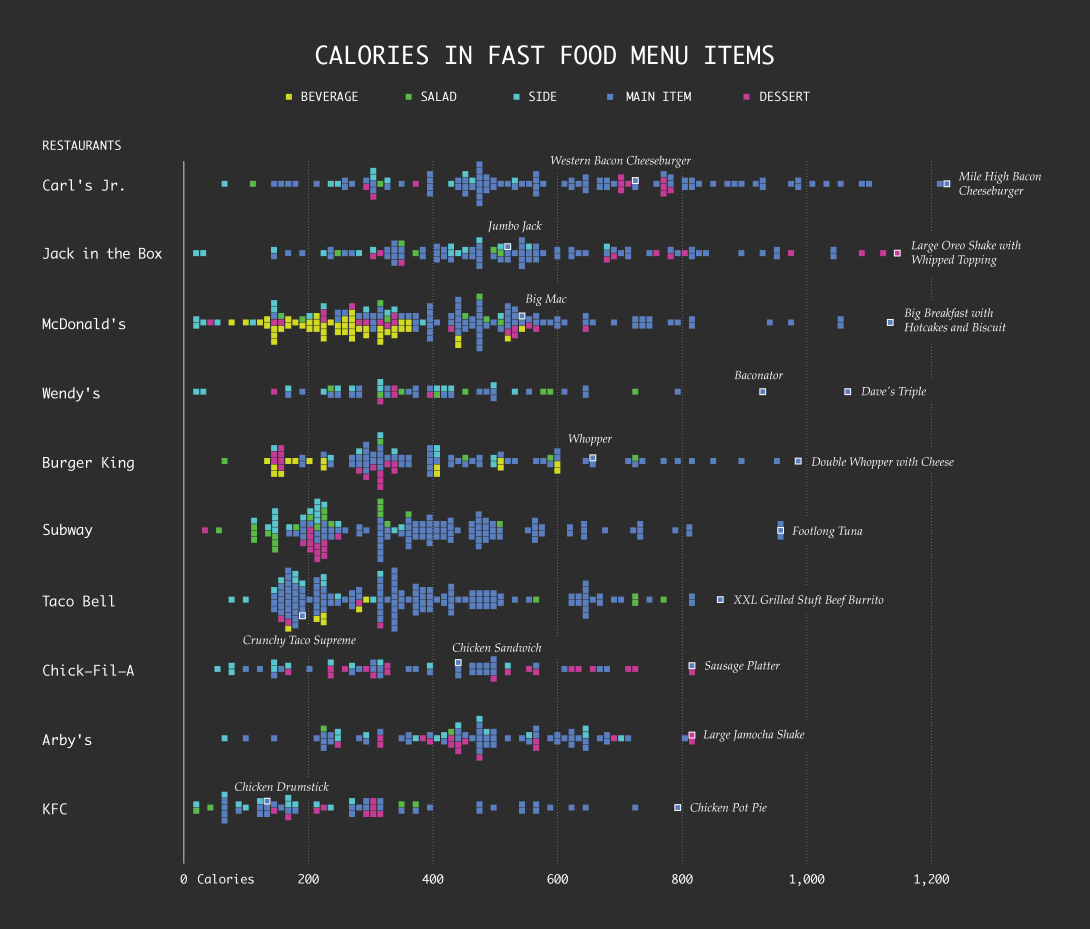 CALORIES IN FAST FOOD MENU ITEMS
BEVERAGE SALAD SIDE MAIN ITEM DESSERT
RESTAURANTS
Western Bacon Cheeseburger
Carl's Jr.
Mile High Bacon
Cheeseburger
Jumbo Jack
Jack in the Box
Large Oreo Shake with
Whipped Topping
Big Mac
McDonald's
Big Breakfast with
Hotcakes and Biscuit
Baconator
Wendy's
Dave's Triple
Whopper
Burger King
Double Whopper with Cheese
Subway
Footlong Tuna
Taco Bell
XXL Grilled Stuft Beef Burrito
Crunchy Taco Supreme
Chicken Sandwich
Chick–Fil–A
Sausage Platter
Arby's
Large Jamocha Shake
Chicken Drumstick
KFC
Chicken Pot Pie
0 Calories 200 400 600 800 1,000 1,200